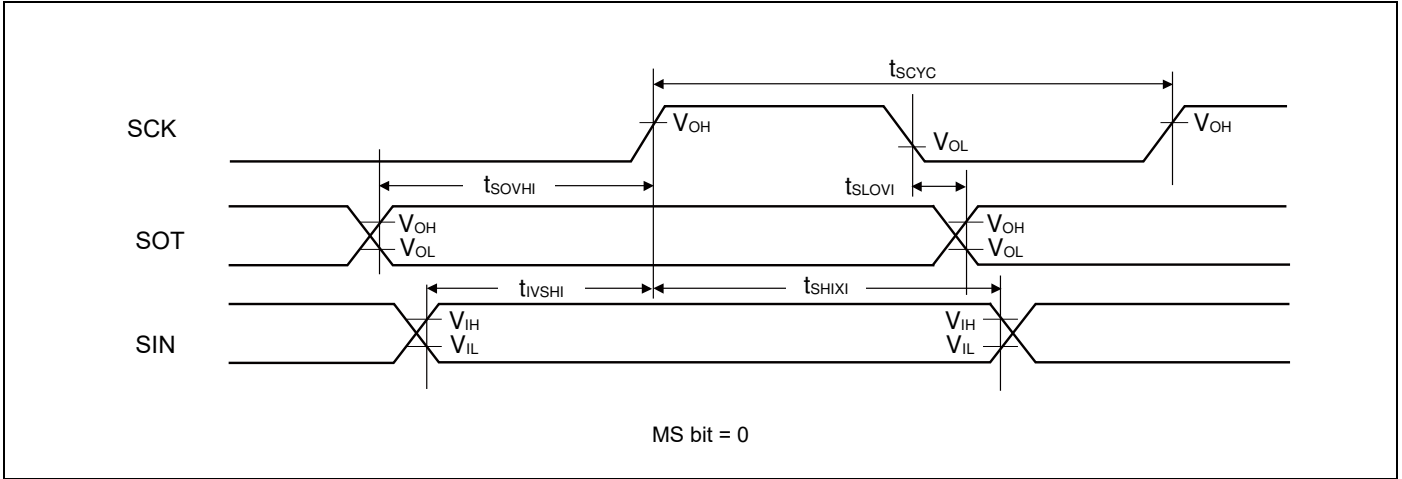 tSCYC
SCK
VOH
VOL
VOH
tSOVHI
tSLOVI
SOT
VOH
VOL
VOH
VOL
tIVSHI
tSHIXI
SIN
VIH
VIL
VIH
VIL
MS bit = 0